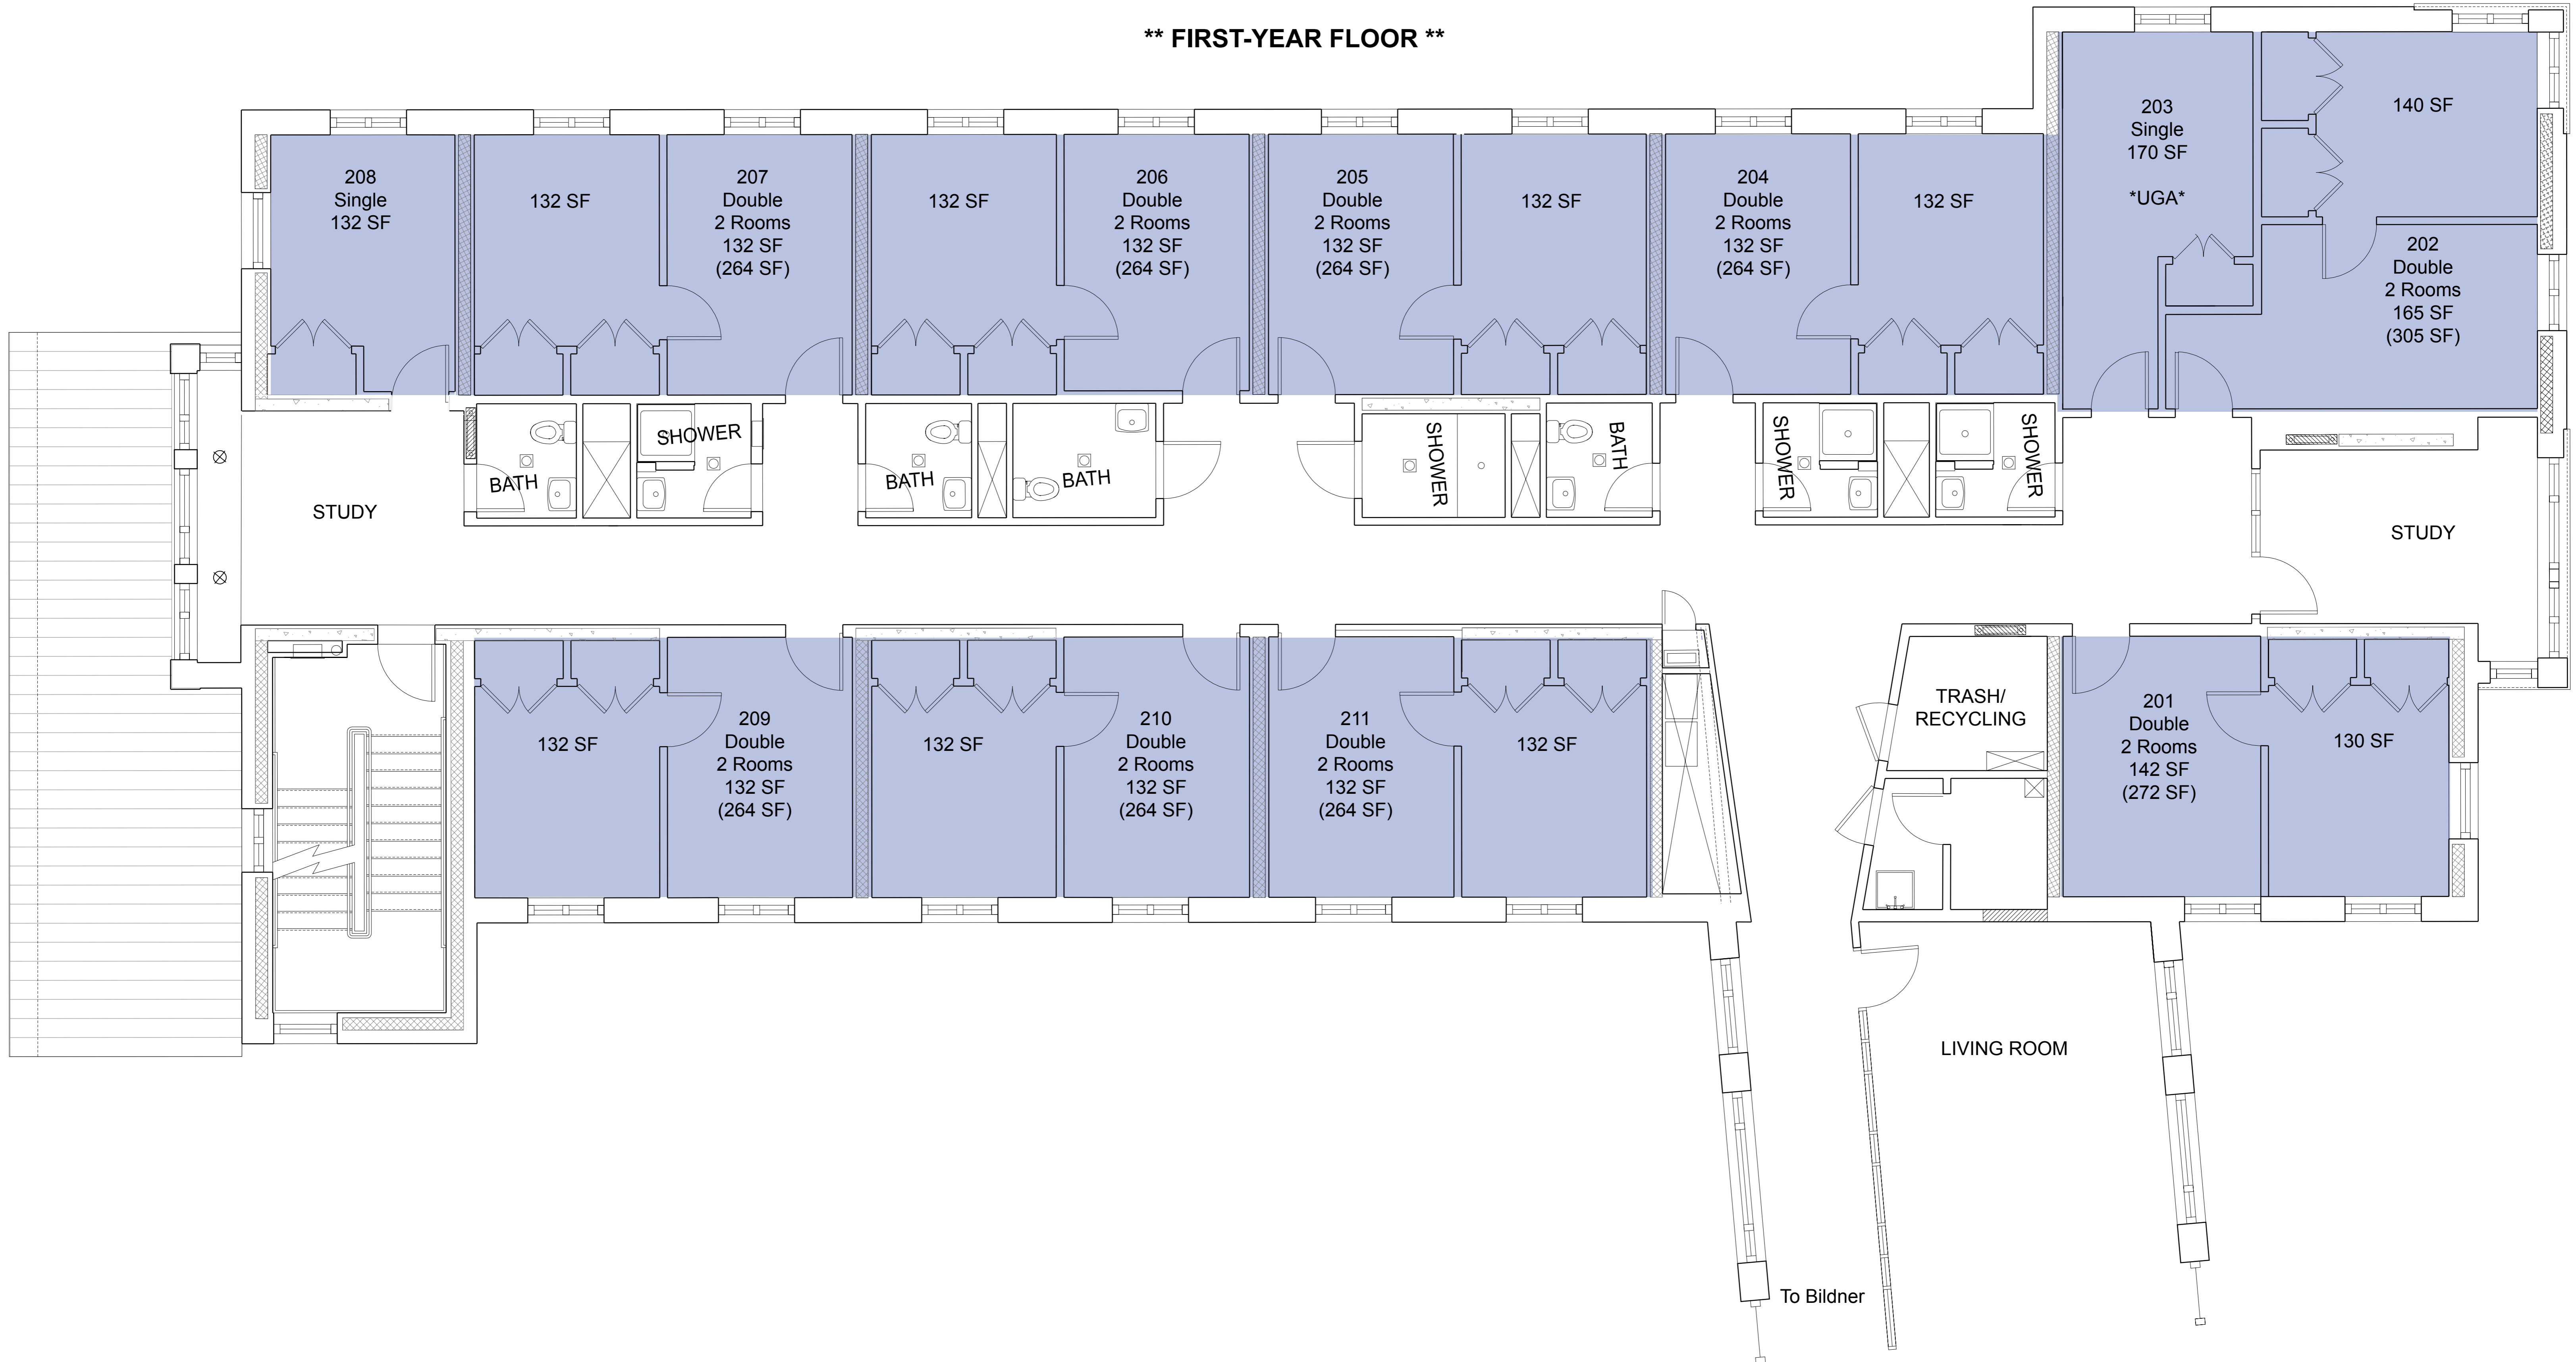 ** FIRST-YEAR FLOOR **
208
Single
132 SF
132 SF
207
Double
2 Rooms
132 SF
(264 SF)
132 SF
206
Double
2 Rooms
132 SF
(264 SF)
205
Double
2 Rooms
132 SF
(264 SF)
132 SF
204
Double
2 Rooms
132 SF
(264 SF)
132 SF
203
Single
170 SF
*UGA*
140 SF
202
Double
2 Rooms
165 SF
(305 SF)
STUDY
BATH
SHOWER
BATH
BATH
SHOWER
BATH
SHOWER
SHOWER
STUDY
132 SF
209
Double
2 Rooms
132 SF
(264 SF)
132 SF
210
Double
2 Rooms
132 SF
(264 SF)
211
Double
2 Rooms
132 SF
(264 SF)
132 SF
TRASH/
RECYCLING
201
Double
2 Rooms
142 SF
(272 SF)
130 SF
LIVING ROOM
To Bildner